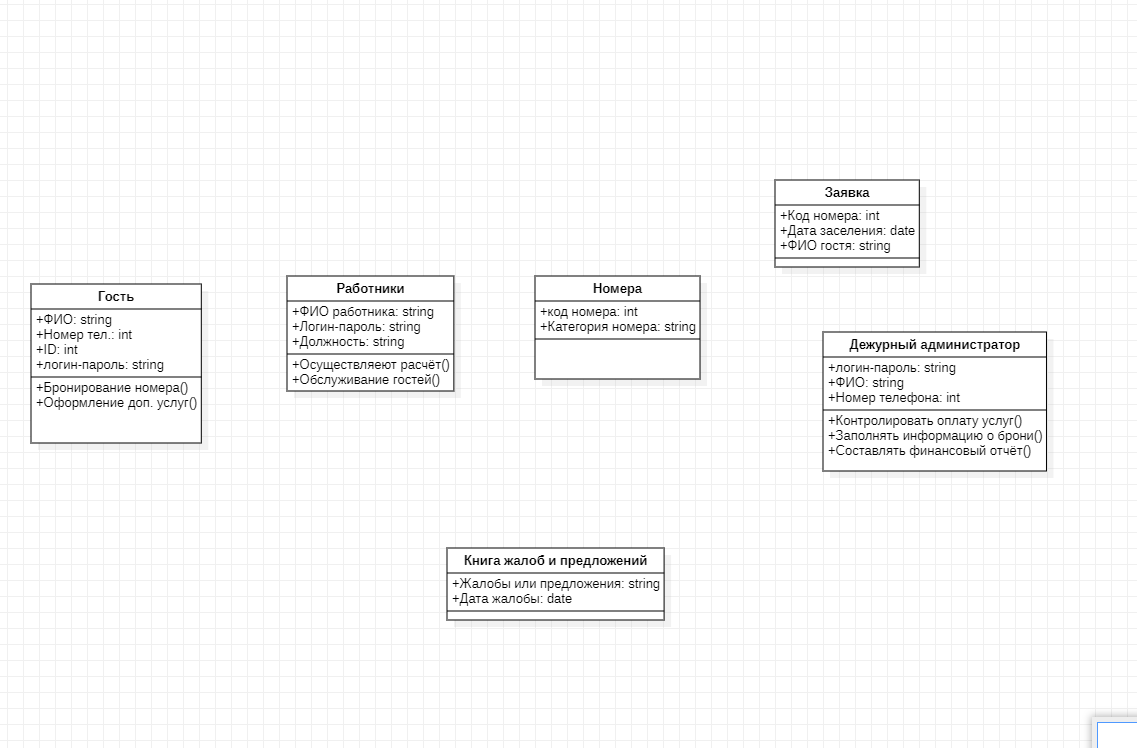 Заявка
+Код номера: int
+Дата заселения: date
+ФИО гостя: string
Гость
+ФИО: string
+Номер тел.: int
+ID: int
+логин-пароль: string
+Бронирование номера()
+Оформление доп. услуг()
Работники
+ФИО работника: string
+Логин-пароль: string
+Должность: string
+Осуществляеют расчёт()
+Обслуживание гостей()
Номера
+код номера: int
+Категория номера: string
Дежурный администратор
+логин-пароль: string
+ФИО: string
+Номер телефона: int
+Контролировать оплату услуг()
+Заполнять информацию о брони()
+Составлять финансовый отчёт()
Книга жалоб и предложений
+Жалобы или предложения: string
+Дата жалобы: date